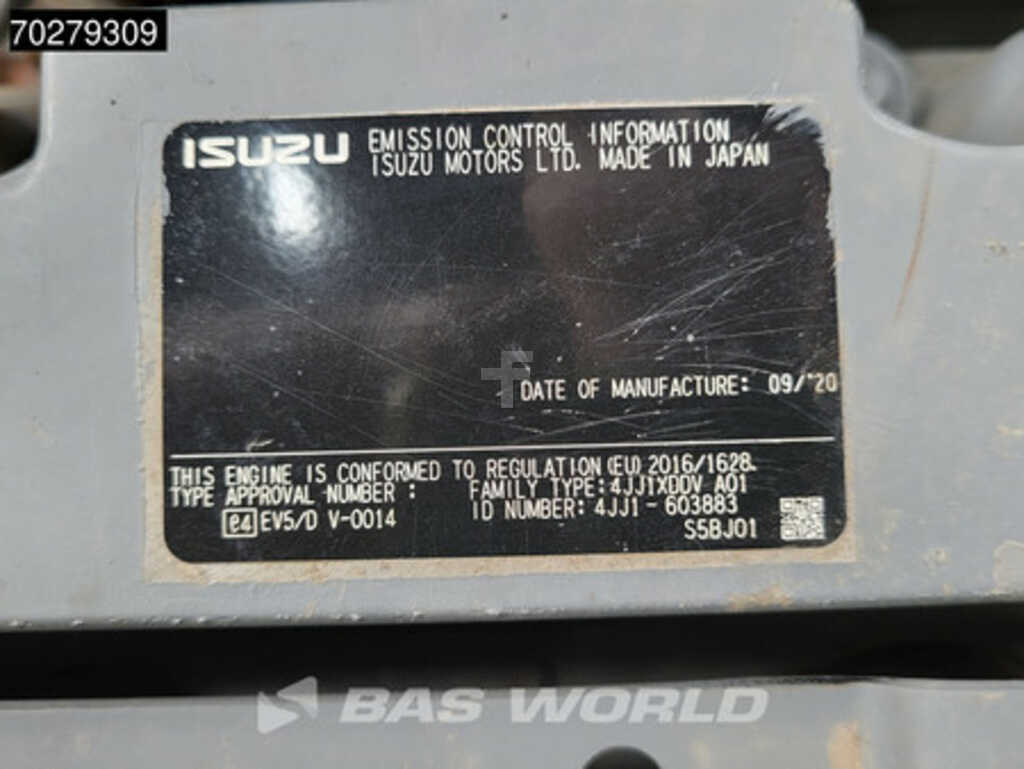 70279309
ISUZU EMISSION CONTROL INFORMATION
ISUZU MOTORS LTD. MADE IN JAPAN
DATE OF MANUFACTURE: 09/'20
THIS ENGINE IS CONFORMED TO REGULATION (EU) 2016/1628.
TYPE APPROVAL NUMBER : FAMILY TYPE: 4JJ1XDDV A01
e4 EV5/D V-0014 ID NUMBER: 4JJ1 - 603883
S5BJ01
BAS WORLD